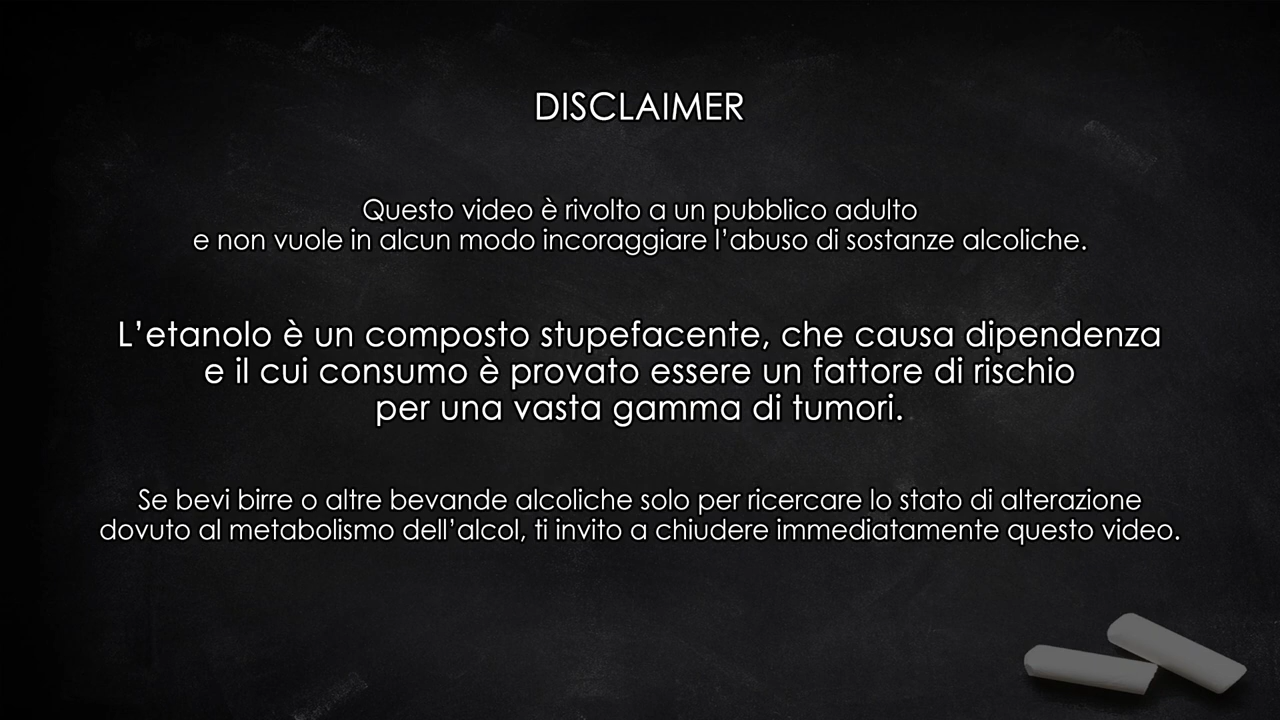 DISCLAIMER
Questo video è rivolto a un pubblico adulto
e non vuole in alcun modo incoraggiare l’abuso di sostanze alcoliche.
L’etanolo è un composto stupefacente, che causa dipendenza
e il cui consumo è provato essere un fattore di rischio
per una vasta gamma di tumori.
Se bevi birre o altre bevande alcoliche solo per ricercare lo stato di alterazione
dovuto al metabolismo dell’alcol, ti invito a chiudere immediatamente questo video.